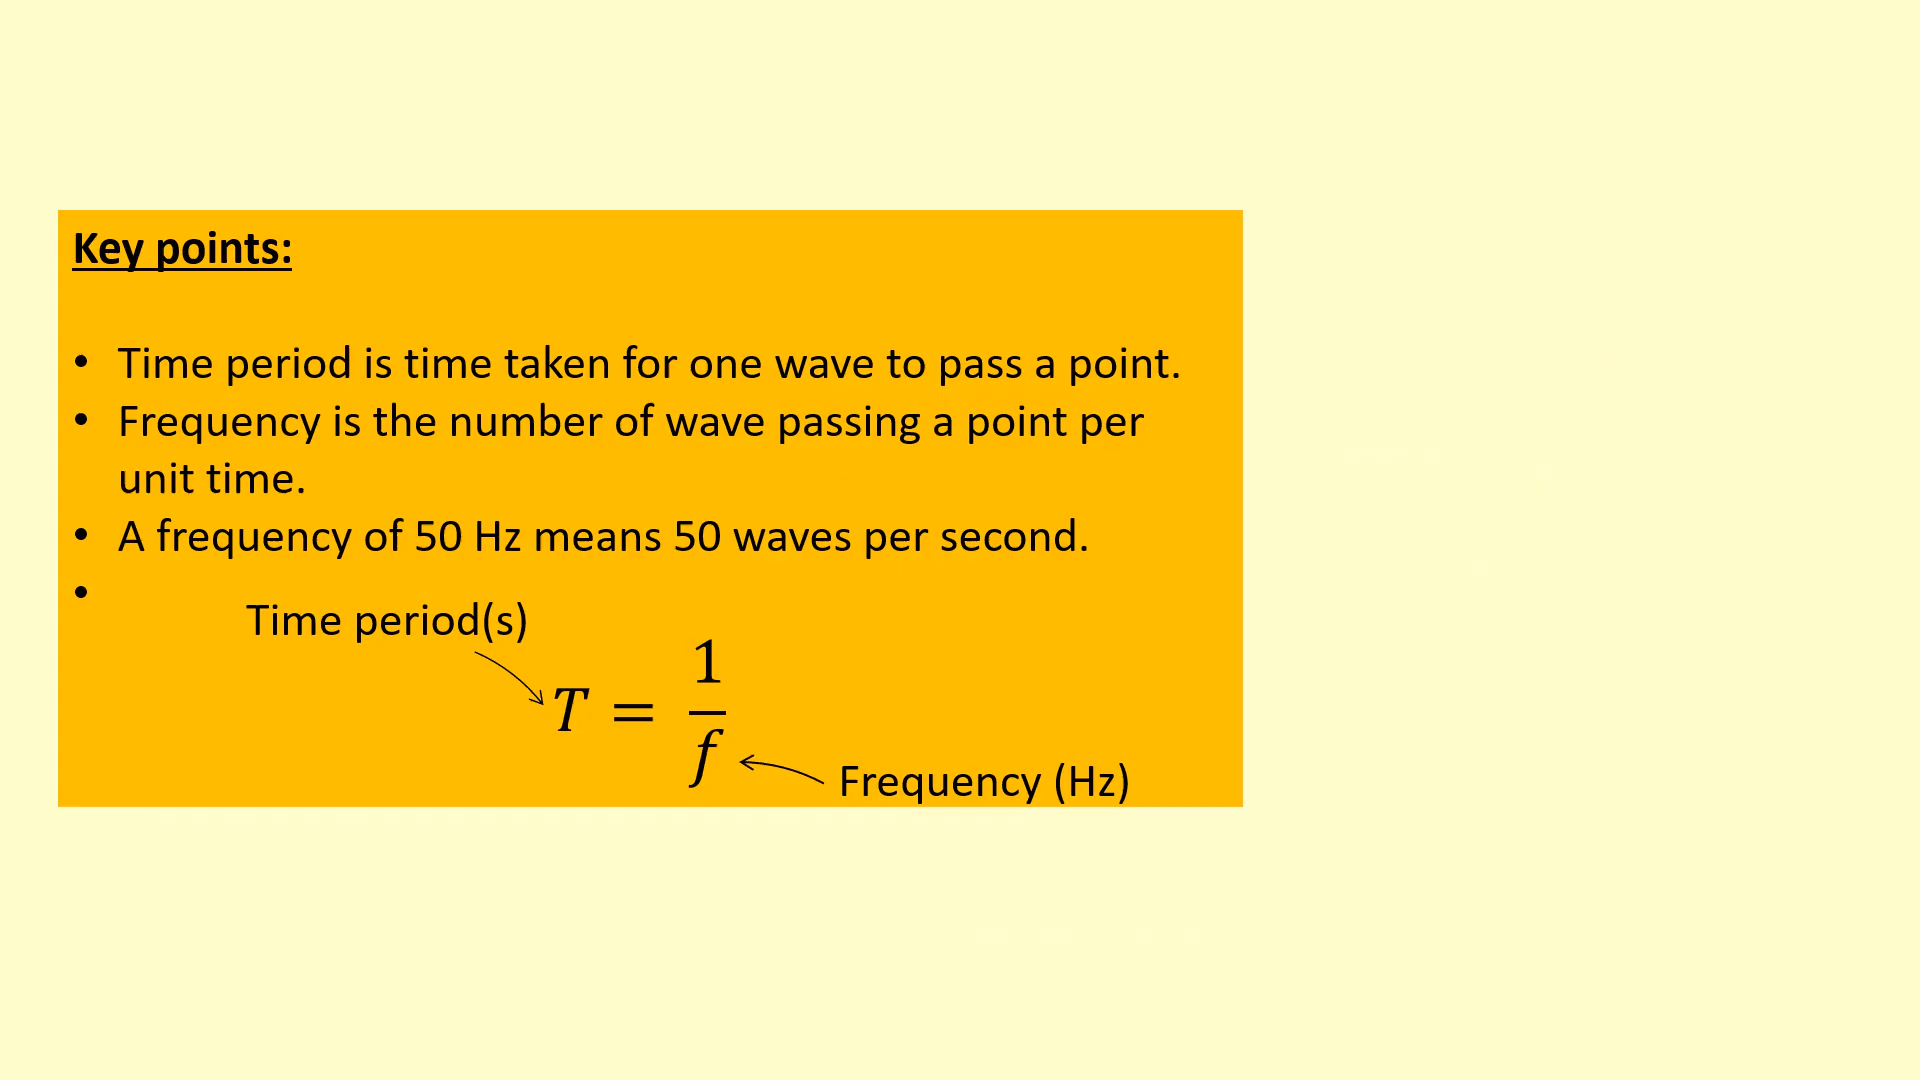 Key points:
• Time period is time taken for one wave to pass a point.
• Frequency is the number of wave passing a point per
unit time.
• A frequency of 50 Hz means 50 waves per second.
•
Time period(s)
T = 1/f
Frequency (Hz)